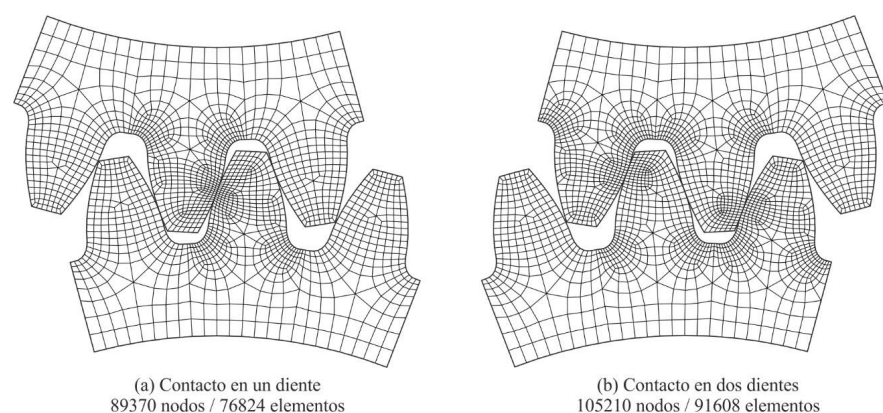 (a) Contacto en un diente
89370 nodos / 76824 elementos
(b) Contacto en dos dientes
105210 nodos / 91608 elementos